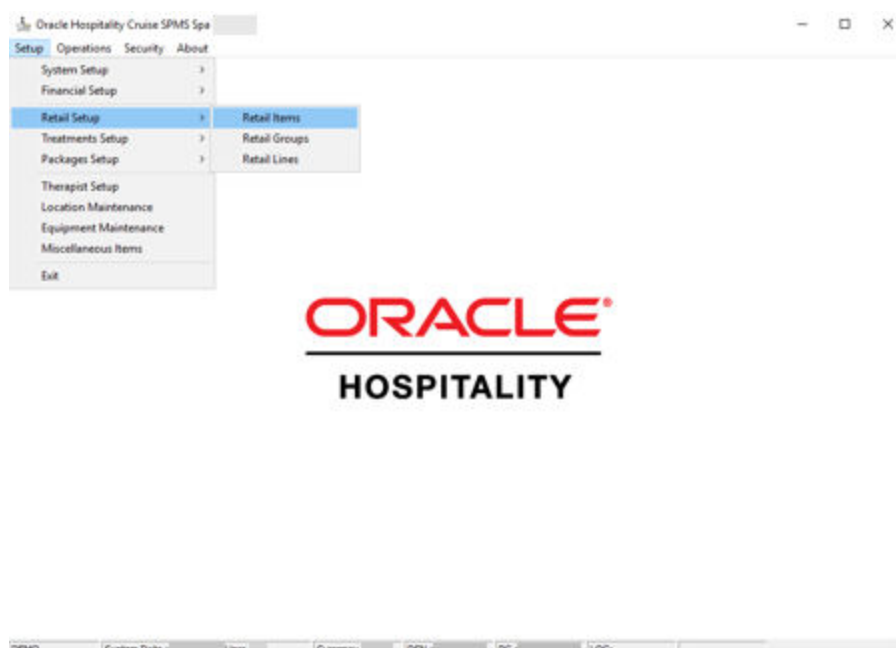 Oracle Hospitality Cruise SPMS Spa
Setup Operations Security About
System Setup
Financial Setup
Retail Setup
Retail Items
Treatments Setup
Retail Groups
Packages Setup
Retail Lines
Therapist Setup
Location Maintenance
Equipment Maintenance
Miscellaneous Items
Exit
ORACLE
HOSPITALITY